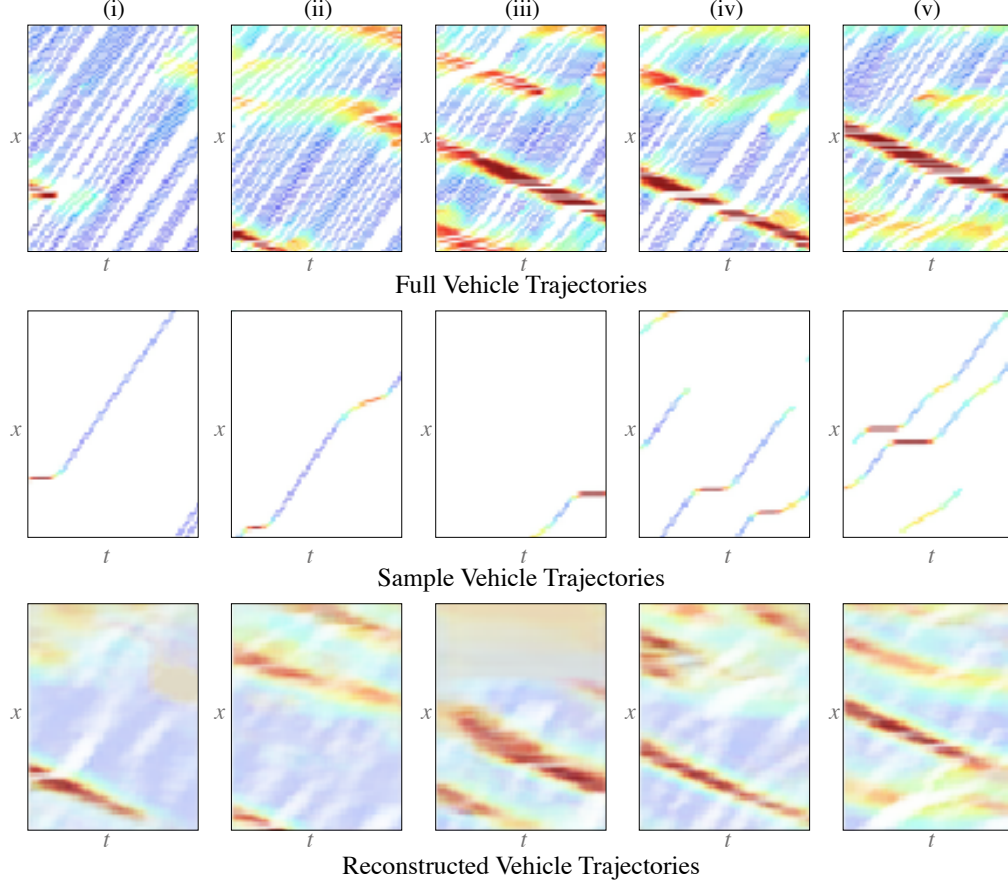 (i) (ii) (iii) (iv) (v)
x x x x x
t t t t t
Full Vehicle Trajectories
x x x x x
t t t t t
Sample Vehicle Trajectories
x x x x x
t t t t t
Reconstructed Vehicle Trajectories